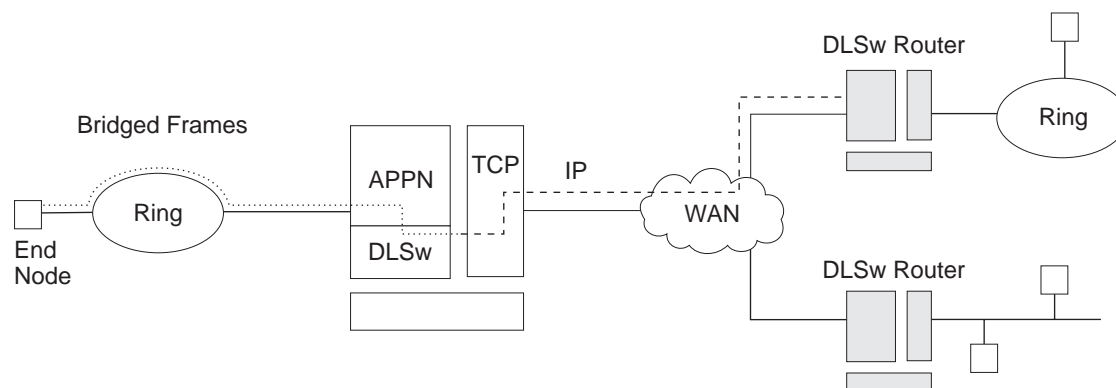 DLSw Router
Bridged Frames
Ring
TCP
APPN
IP
Ring
WAN
DLSw
End
Node
DLSw Router